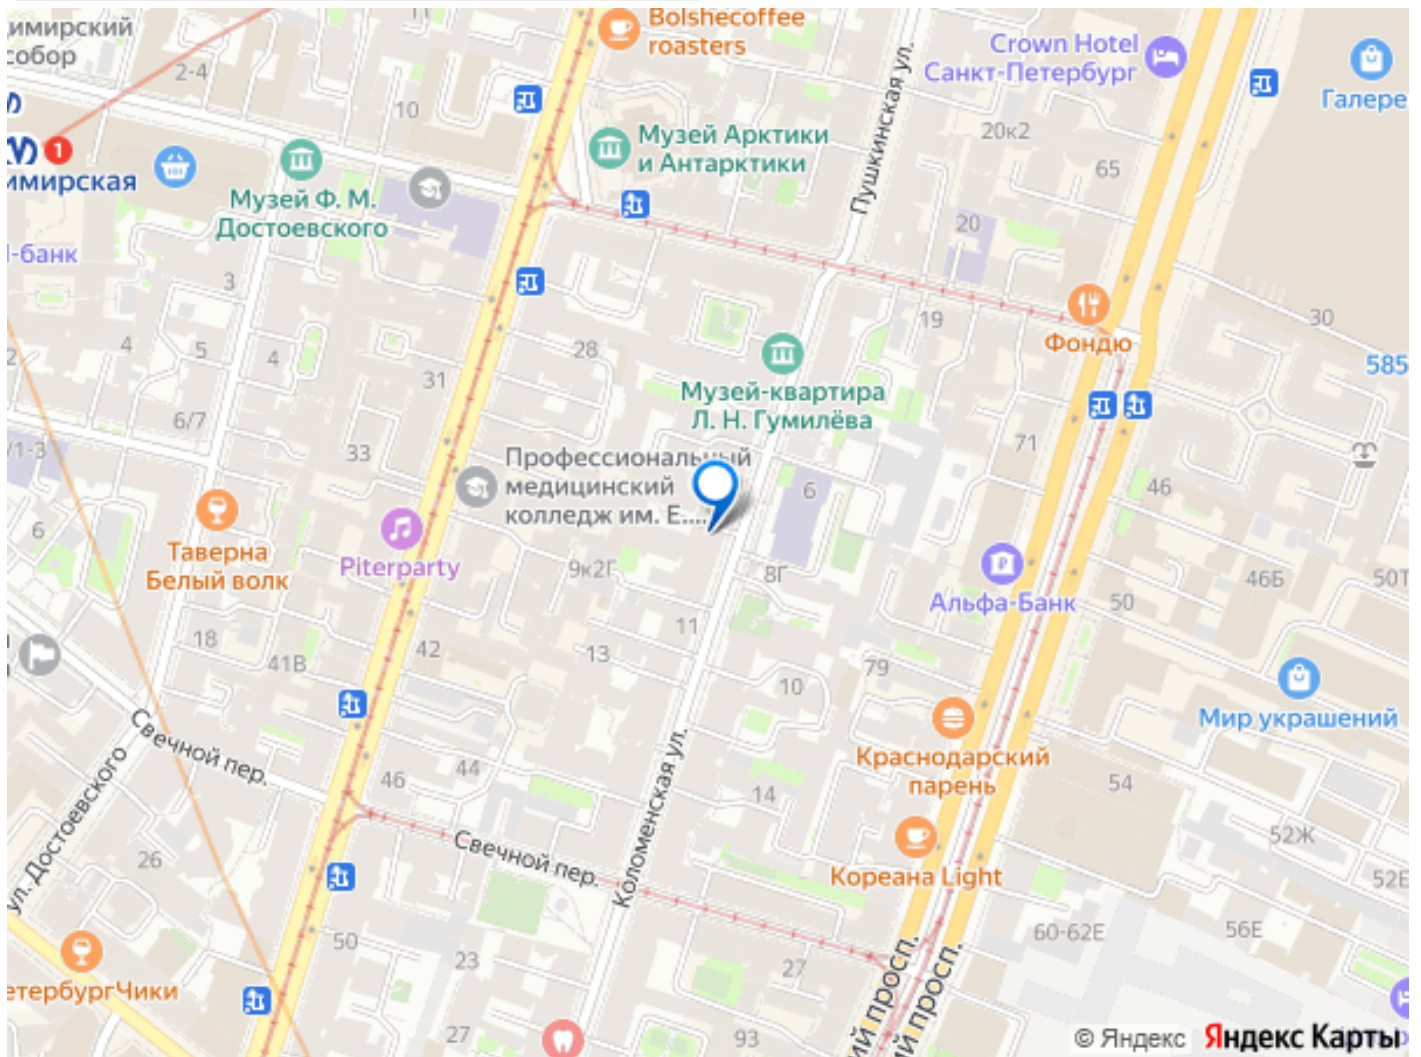 Bolshecoffee
roasters
имирский
собор
2-4
10
Crown Hotel
Санкт-Петербург
Галере
Пушкинская ул.
Музей Арктики
и Антарктики
20к2
65
1
имирская
Музей Ф. М.
Достоевского
20
-банк
3
19
30
Фондю
4
5
4
28
31
585
Музей-квартира
Л. Н. Гумилёва
6/7
33
71
/1-3
Профессиональный
медицинский
колледж им. Е....
6
46
6
Таверна
Белый волк
Piterparty
9к2Г
8Г
Альфа-Банк
50
46Б
50Т
18
41В
42
11
13
10
79
Мир украшений
Свечной пер.
Краснодарский
парень
46
44
14
54
Коломенская ул.
ул. Достоевского
26
Свечной пер.
Кореана Light
52Ж
52Е
50
23
27
60-62Е
56Е
етербургЧики
27
93
ий просп.
ий просп.
© Яндекс
Яндекс Карты